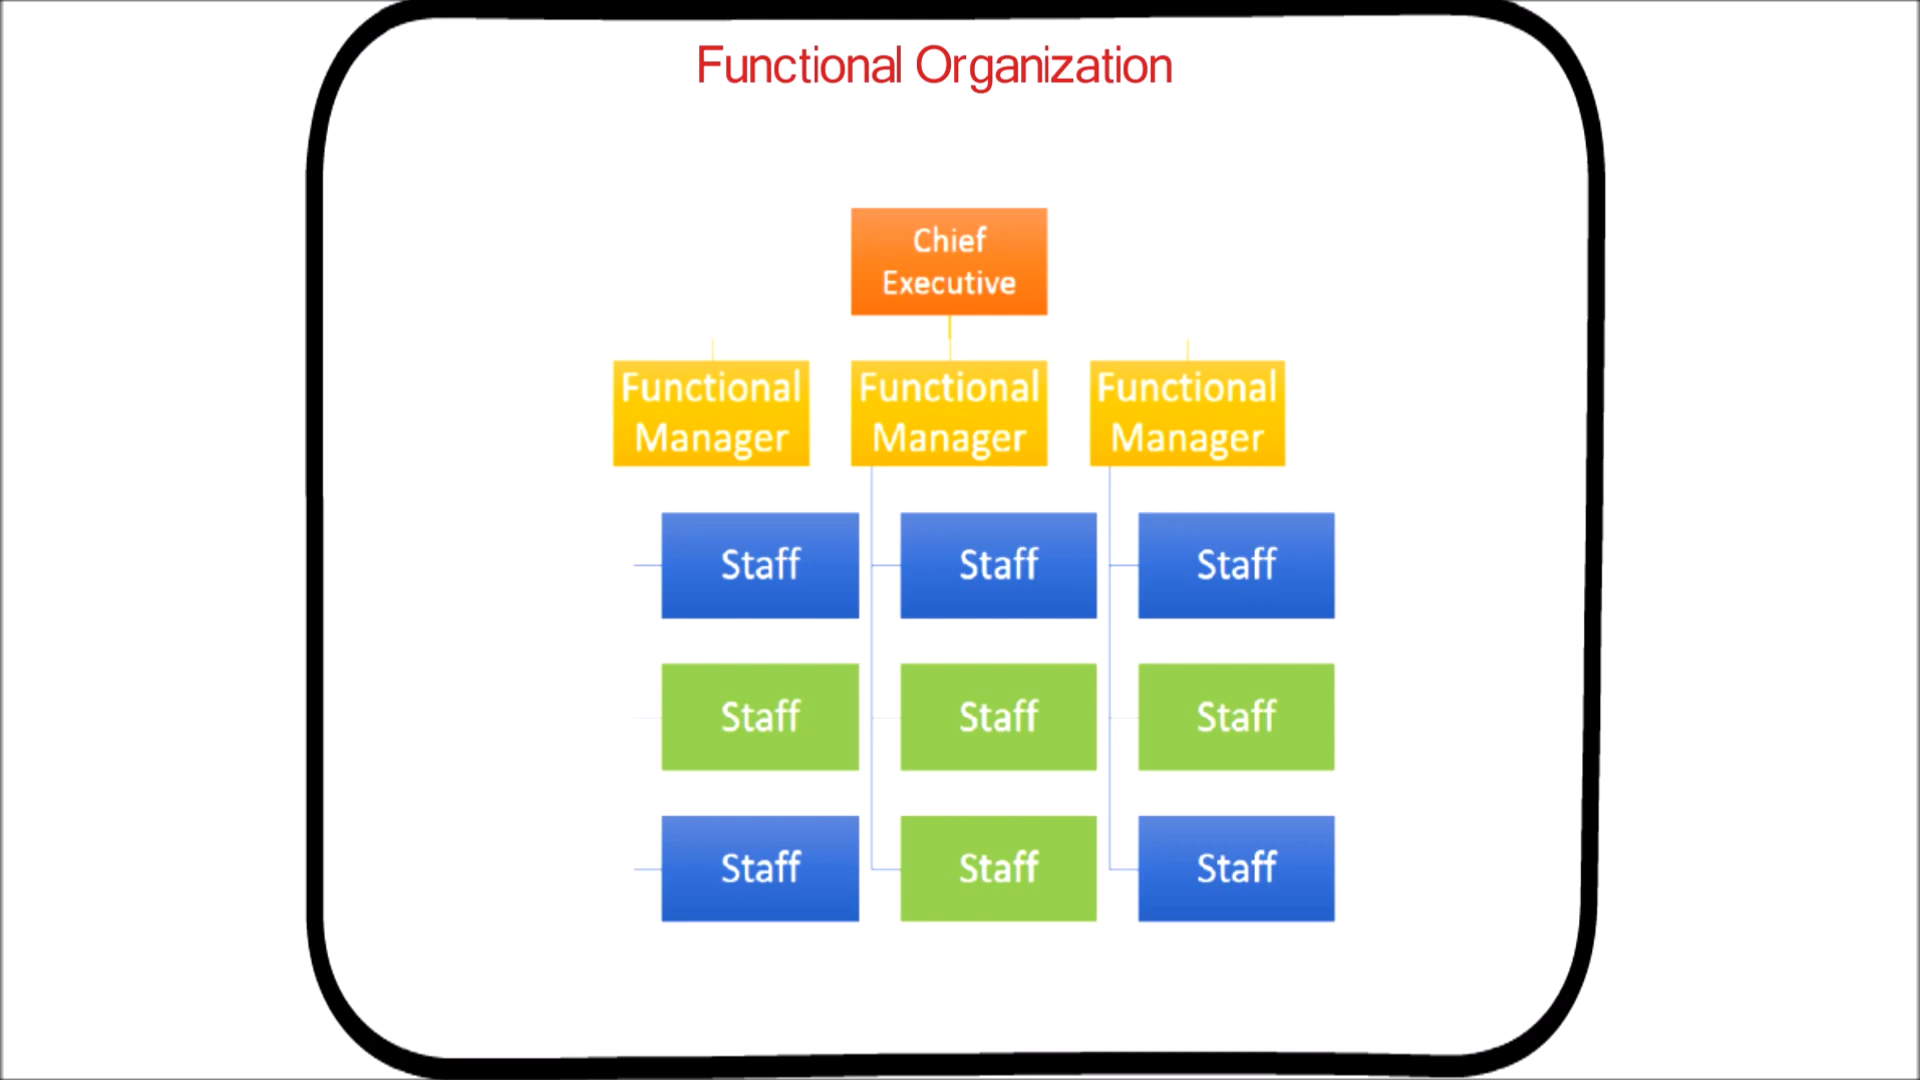 Functional Organization
Chief
Executive
Functional
Manager
Functional
Manager
Functional
Manager
Staff
Staff
Staff
Staff
Staff
Staff
Staff
Staff
Staff